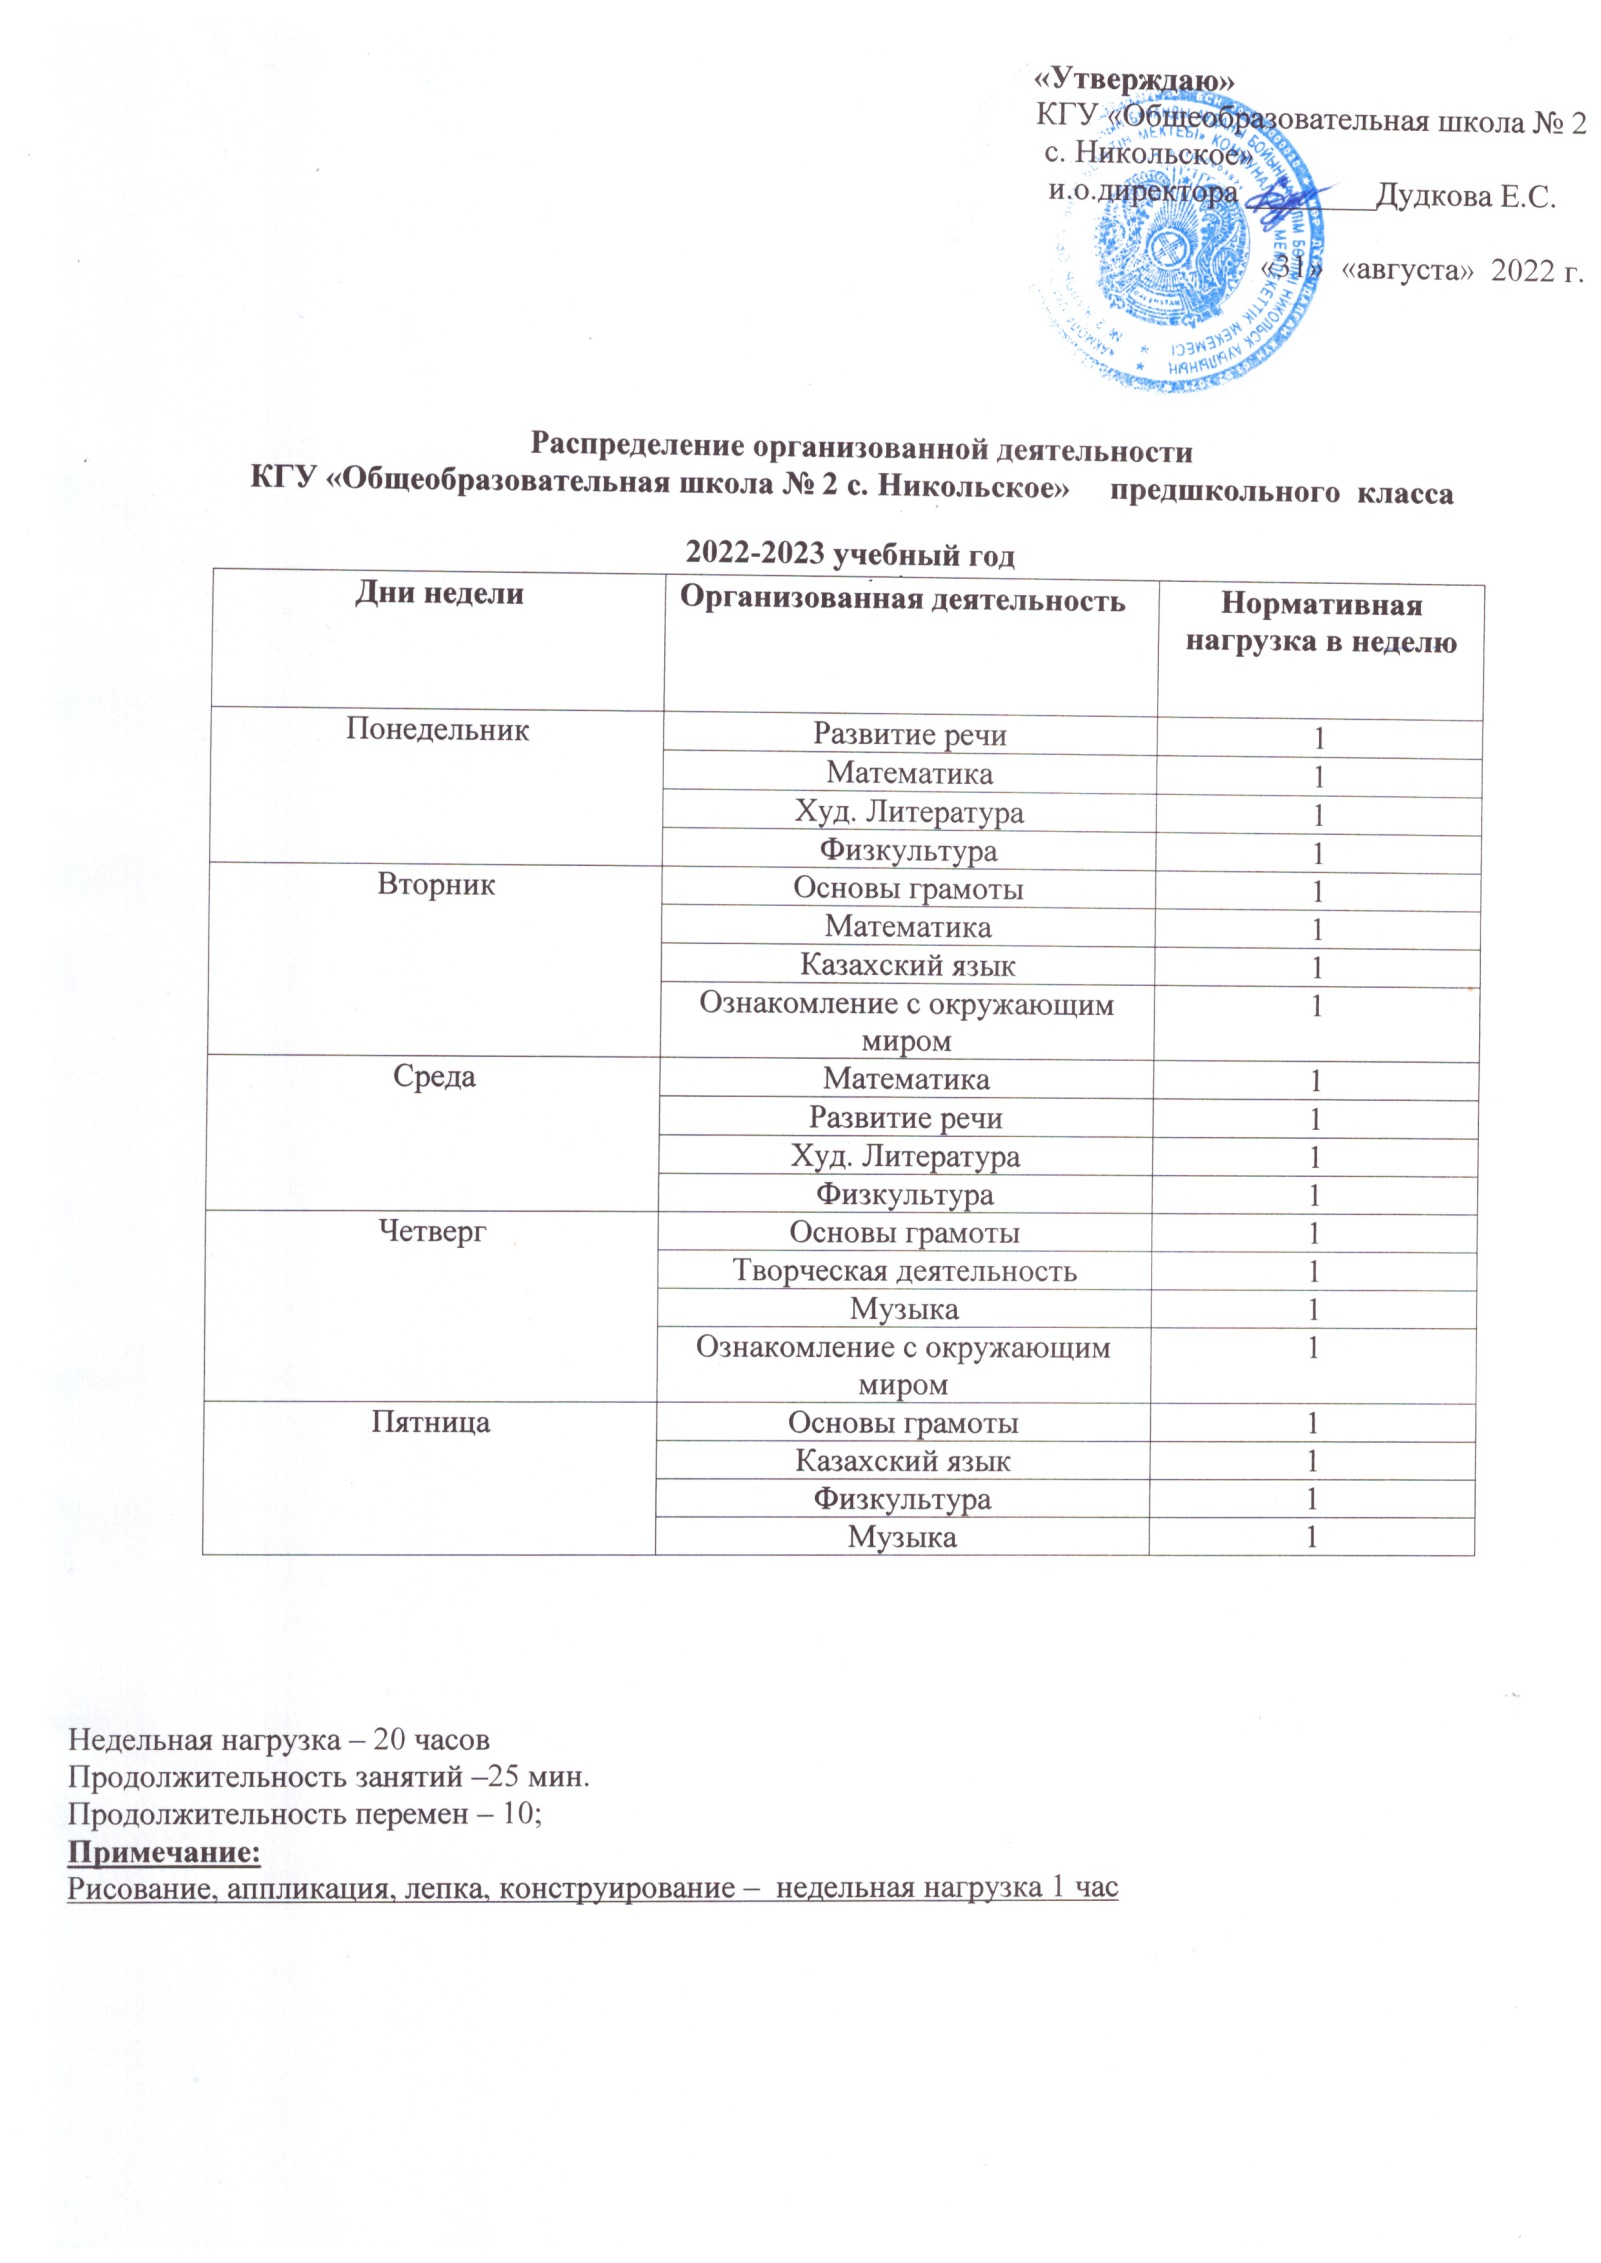 «Утверждаю»
КГУ «Общеобразовательная школа № 2
с. Никольское»
и.о.директора _________Дудкова Е.С.
«31» «августа» 2022 г.
Распределение организованной деятельности
КГУ «Общеобразовательная школа № 2 с. Никольское» предшкольного класса
2022-2023 учебный год
Дни недели Организованная деятельность Нормативная
нагрузка в неделю
Понедельник Развитие речи 1
Математика 1
Худ. Литература 1
Физкультура 1
Вторник Основы грамоты 1
Математика 1
Казахский язык 1
Ознакомление с окружающим 1
миром
Среда Математика 1
Развитие речи 1
Худ. Литература 1
Физкультура 1
Четверг Основы грамоты 1
Творческая деятельность 1
Музыка 1
Ознакомление с окружающим 1
миром
Пятница Основы грамоты 1
Казахский язык 1
Физкультура 1
Музыка 1
Недельная нагрузка – 20 часов
Продолжительность занятий –25 мин.
Продолжительность перемен – 10;
Примечание:
Рисование, аппликация, лепка, конструирование – недельная нагрузка 1 час